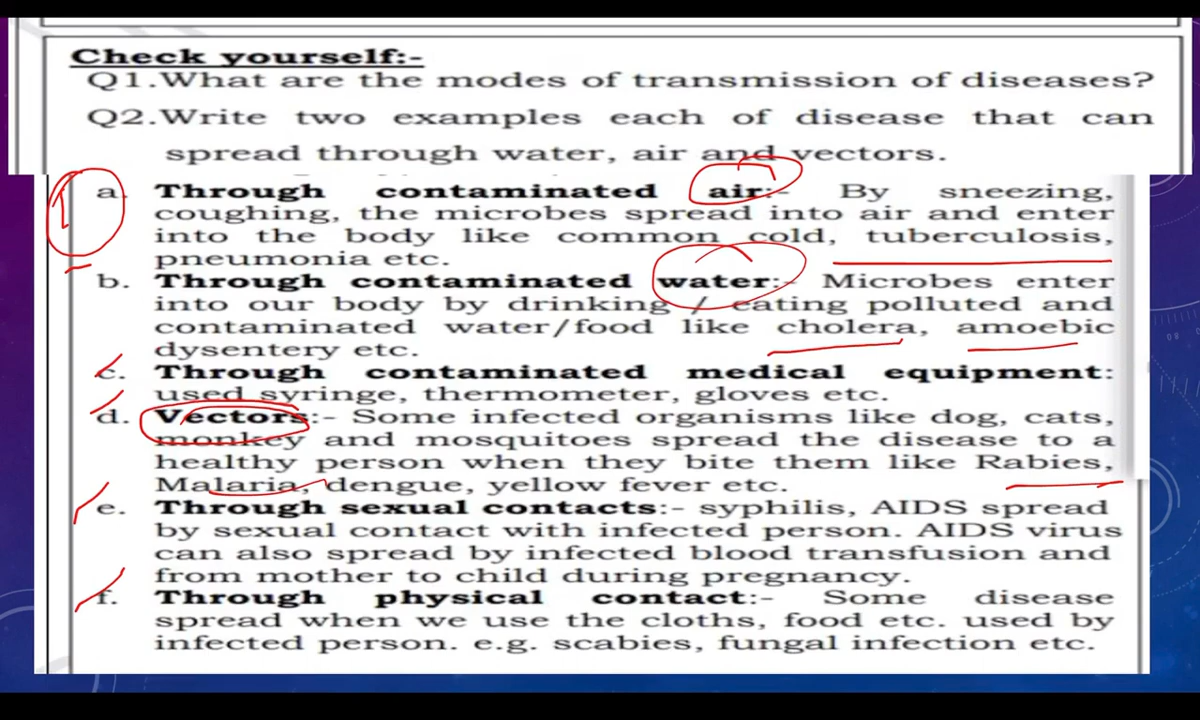 Check yourself:-
Q1.What are the modes of transmission of diseases?
Q2.Write two examples each of disease that can
spread through water, air and vectors.
a. Through contaminated air:- By sneezing,
coughing, the microbes spread into air and enter
into the body like common cold, tuberculosis,
pneumonia etc.
b. Through contaminated water:- Microbes enter
into our body by drinking / eating polluted and
contaminated water/food like cholera, amoebic
dysentery etc.
c. Through contaminated medical equipment:
used syringe, thermometer, gloves etc.
d. Vectors:- Some infected organisms like dog, cats,
monkey and mosquitoes spread the disease to a
healthy person when they bite them like Rabies,
Malaria, dengue, yellow fever etc.
e. Through sexual contacts:- syphilis, AIDS spread
by sexual contact with infected person. AIDS virus
can also spread by infected blood transfusion and
from mother to child during pregnancy.
f. Through physical contact:- Some disease
spread when we use the cloths, food etc. used by
infected person. e.g. scabies, fungal infection etc.